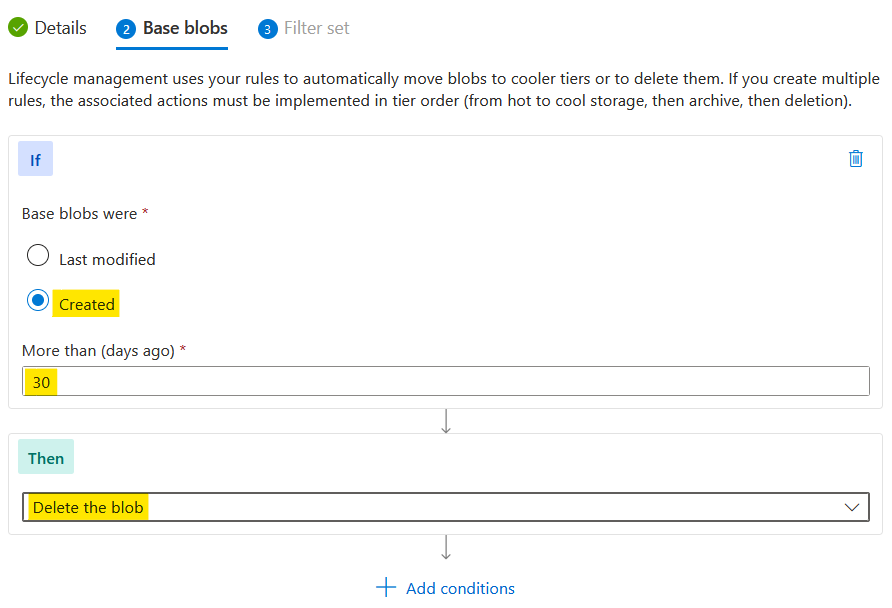 Details
2 Base blobs
3 Filter set
Lifecycle management uses your rules to automatically move blobs to cooler tiers or to delete them. If you create multiple
rules, the associated actions must be implemented in tier order (from hot to cool storage, then archive, then deletion).
If
Base blobs were *
Last modified
Created
More than (days ago) *
30
Then
Delete the blob
Add conditions